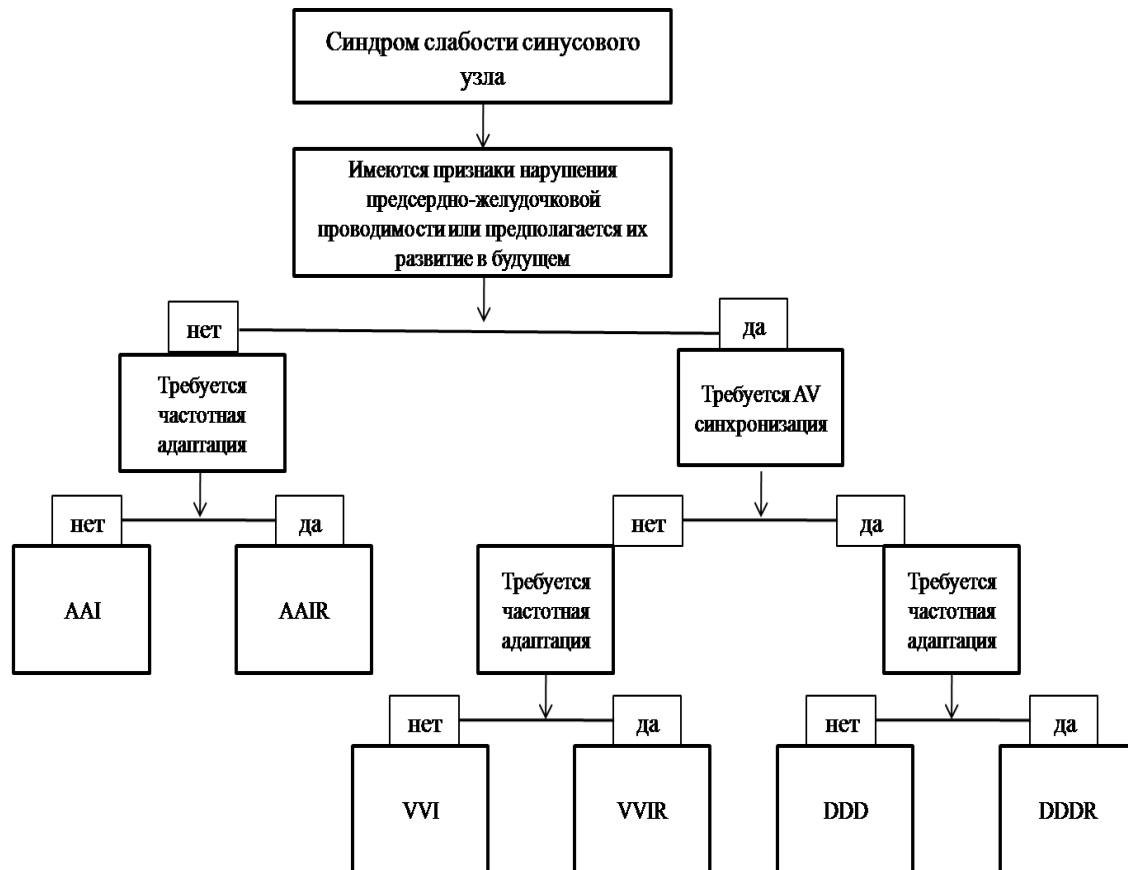 Синдром слабости синусового
узла
Имеются признаки нарушения
предсердно-желудочковой
проводимости или предполагается их
развитие в будущем
нет
да
Требуется
частотная
адаптация
Требуется AV
синхронизация
нет
да
нет
да
AAI
AAIR
Требуется
частотная
адаптация
Требуется
частотная
адаптация
нет
да
нет
да
VVI
VVIR
DDD
DDDR